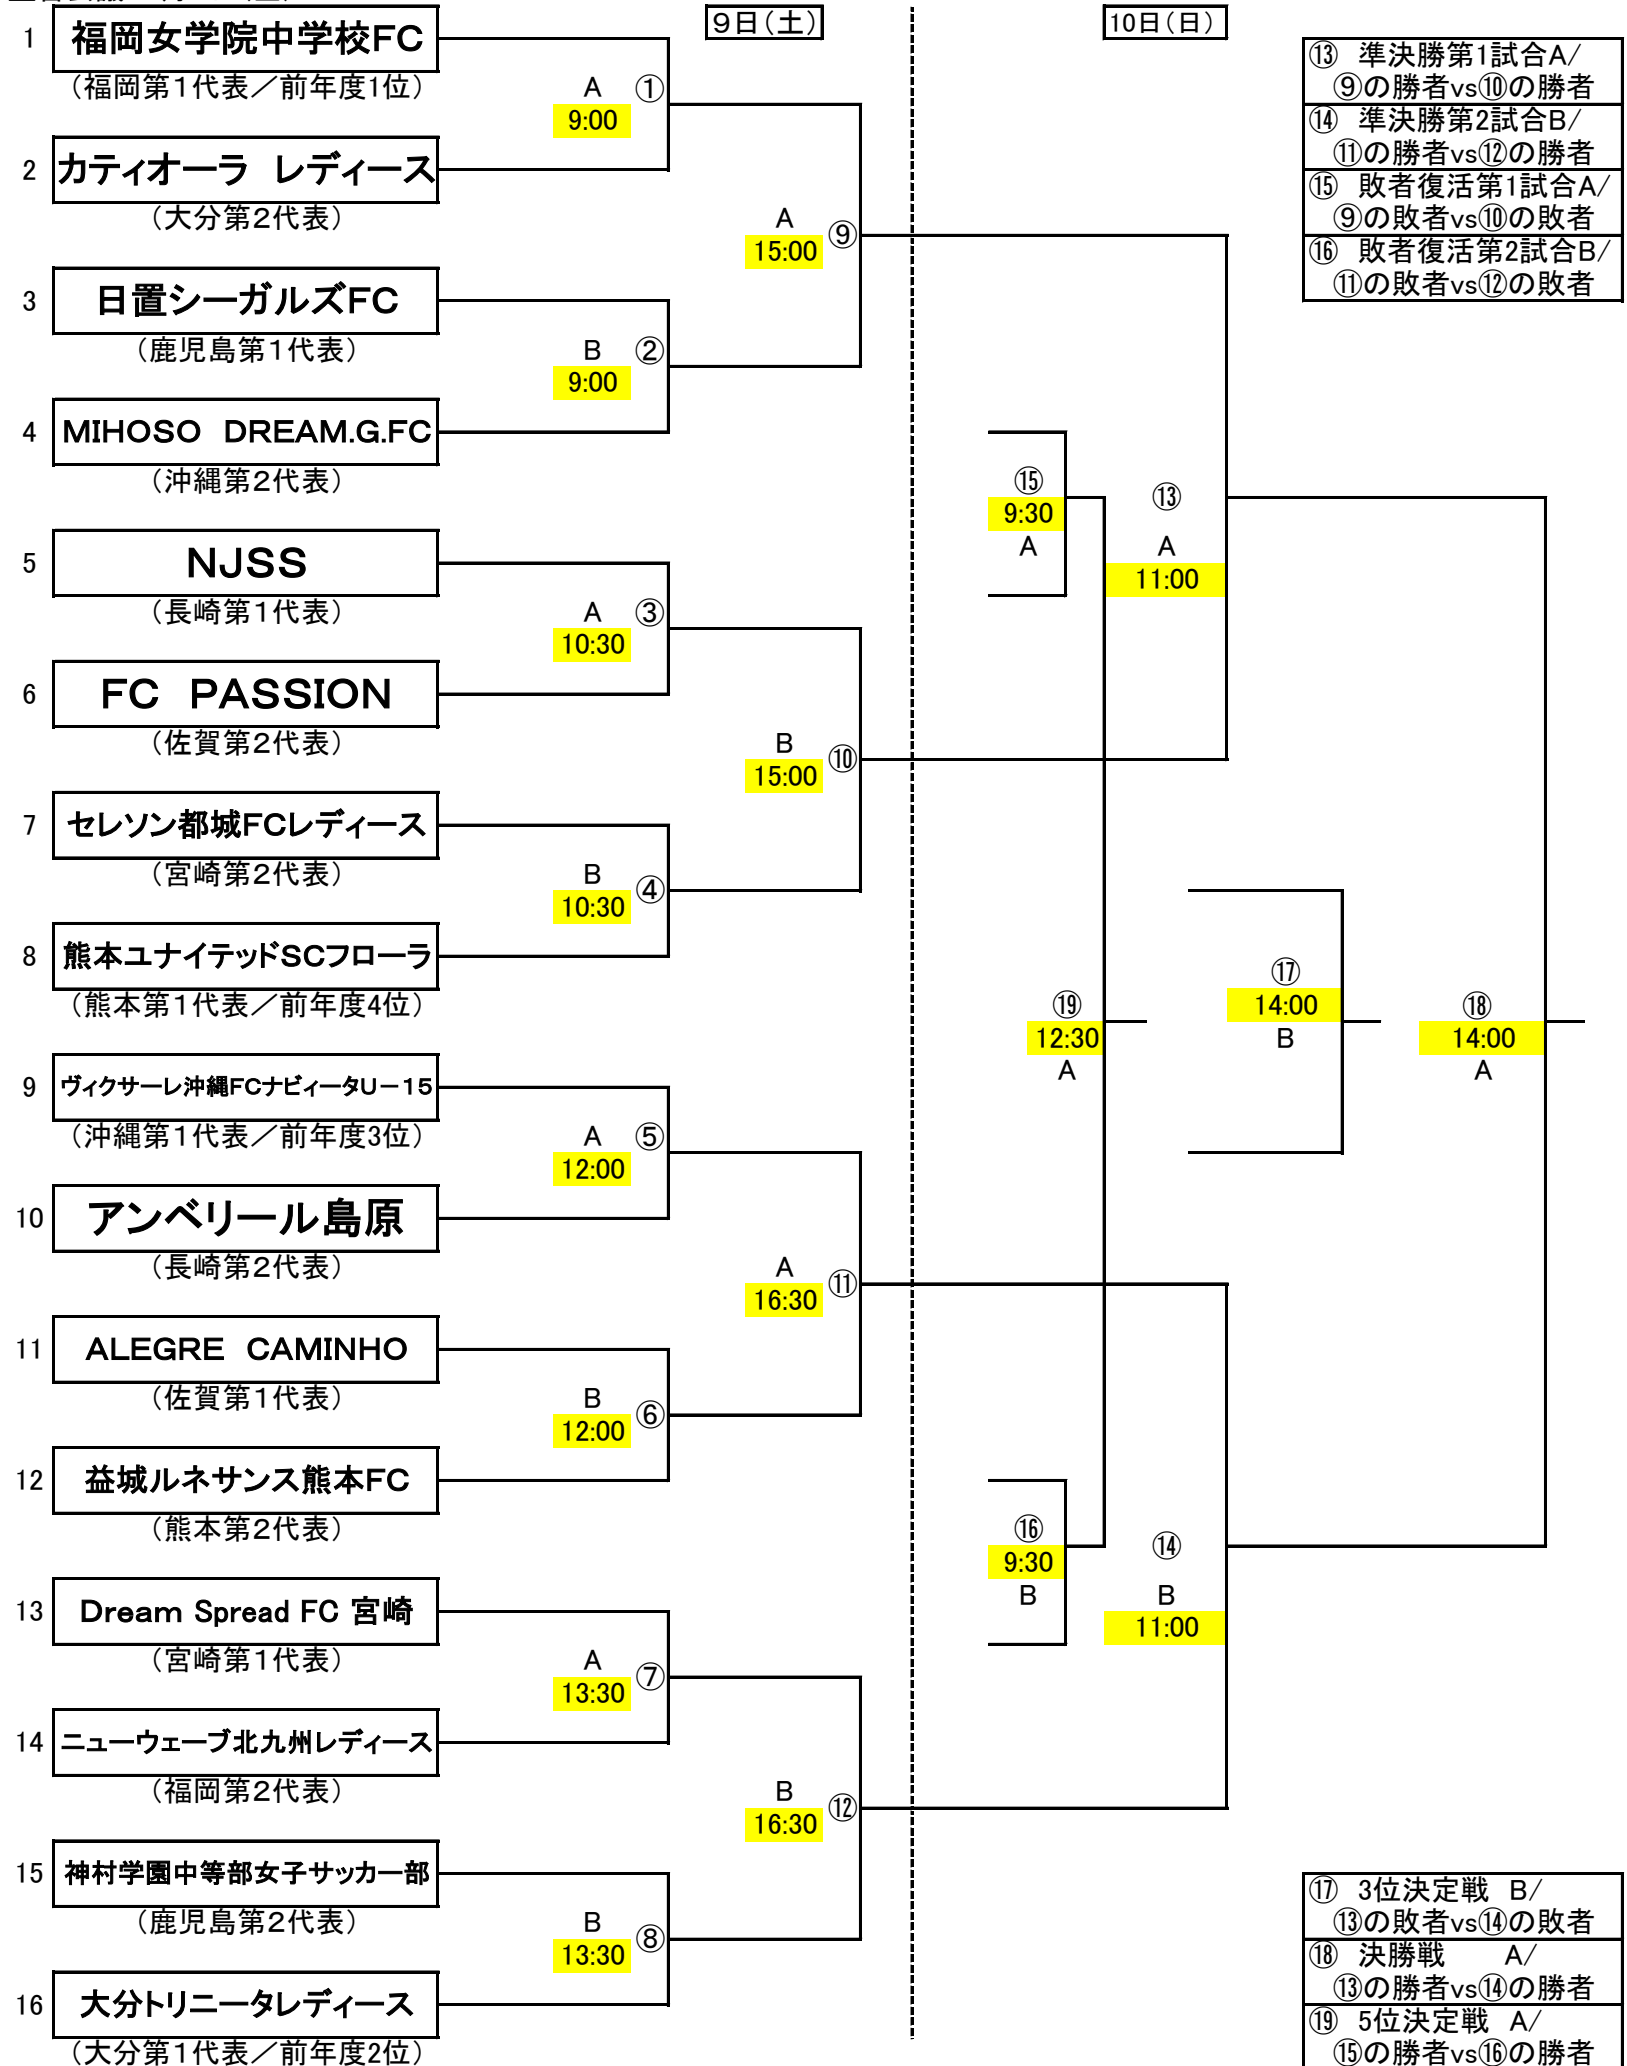 9日(土)
10日(日)
1
福岡女学院中学校FC
(福岡第1代表/前年度1位)
A ①
9:00
2
カティオーラ レディース
(大分第2代表)
A ⑨
15:00
3
日置シーガルズFC
(鹿児島第1代表)
B ②
9:00
4
MIHOSO DREAM.G.FC
(沖縄第2代表)
5
NJSS
(長崎第1代表)
A ③
10:30
6
FC PASSION
(佐賀第2代表)
B ⑩
15:00
7
セレソン都城FCレディース
(宮崎第2代表)
B ④
10:30
8
熊本ユナイテッドSCフローラ
(熊本第1代表/前年度4位)
9
ヴィクサーレ沖縄FCナビィータU-15
(沖縄第1代表/前年度3位)
A ⑤
12:00
10
アンベリール島原
(長崎第2代表)
A ⑪
16:30
11
ALEGRE CAMINHO
(佐賀第1代表)
B ⑥
12:00
12
益城ルネサンス熊本FC
(熊本第2代表)
13
Dream Spread FC 宮崎
(宮崎第1代表)
A ⑦
13:30
14
ニューウェーブ北九州レディース
(福岡第2代表)
B ⑫
16:30
15
神村学園中等部女子サッカー部
(鹿児島第2代表)
B ⑧
13:30
16
大分トリニータレディース
(大分第1代表/前年度2位)
⑮
9:30
A
⑬
A
11:00
⑲
12:30
A
⑰
14:00
B
⑱
14:00
A
⑯
9:30
B
⑭
B
11:00
⑬ 準決勝第1試合A/
⑨の勝者vs⑩の勝者
⑭ 準決勝第2試合B/
⑪の勝者vs⑫の勝者
⑮ 敗者復活第1試合A/
⑨の敗者vs⑩の敗者
⑯ 敗者復活第2試合B/
⑪の敗者vs⑫の敗者
⑰ 3位決定戦 B/
⑬の敗者vs⑭の敗者
⑱ 決勝戦 A/
⑬の勝者vs⑭の勝者
⑲ 5位決定戦 A/
⑮の勝者vs⑯の勝者